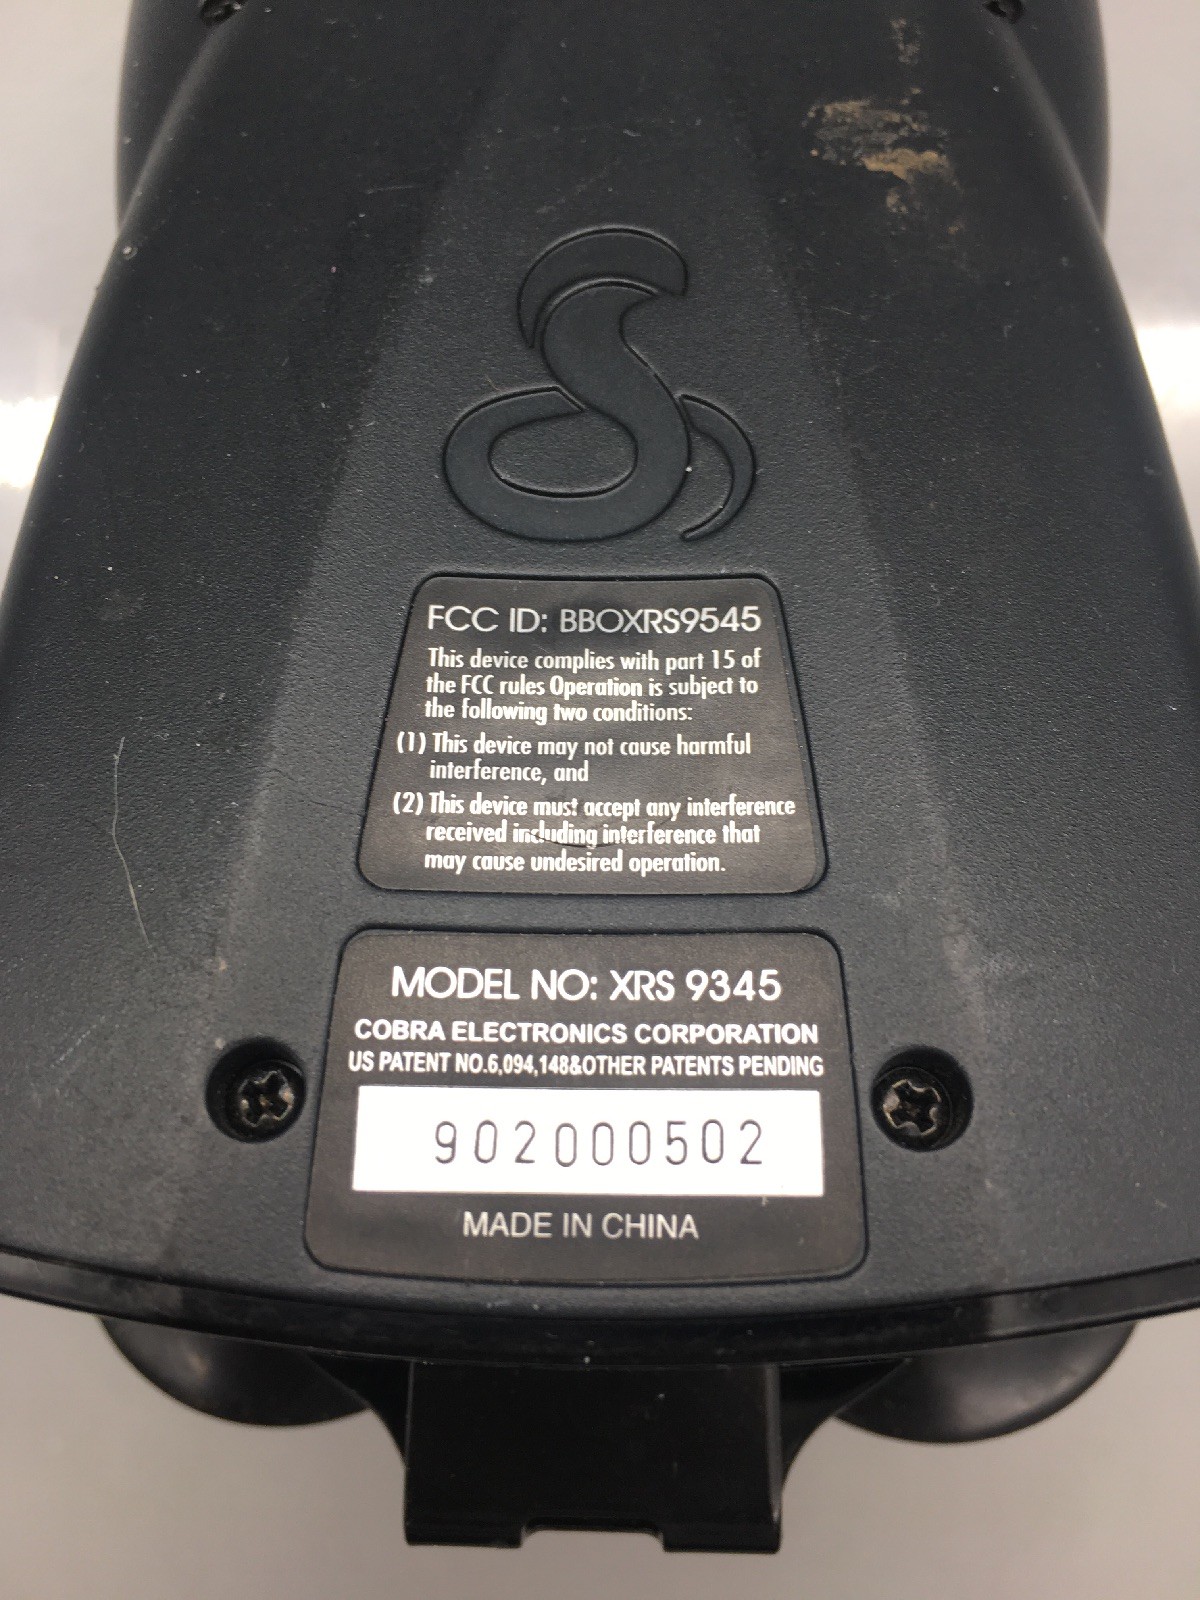 FCC ID: BBOXRS9545
This device complies with part 15 of
the FCC rules Operation is subject to
the following two conditions:
(1) This device may not cause harmful
interference, and
(2) This device must accept any interference
received including interference that
may cause undesired operation.
MODEL NO: XRS 9345
COBRA ELECTRONICS CORPORATION
US PATENT NO.6,094,148&OTHER PATENTS PENDING
902000502
MADE IN CHINA